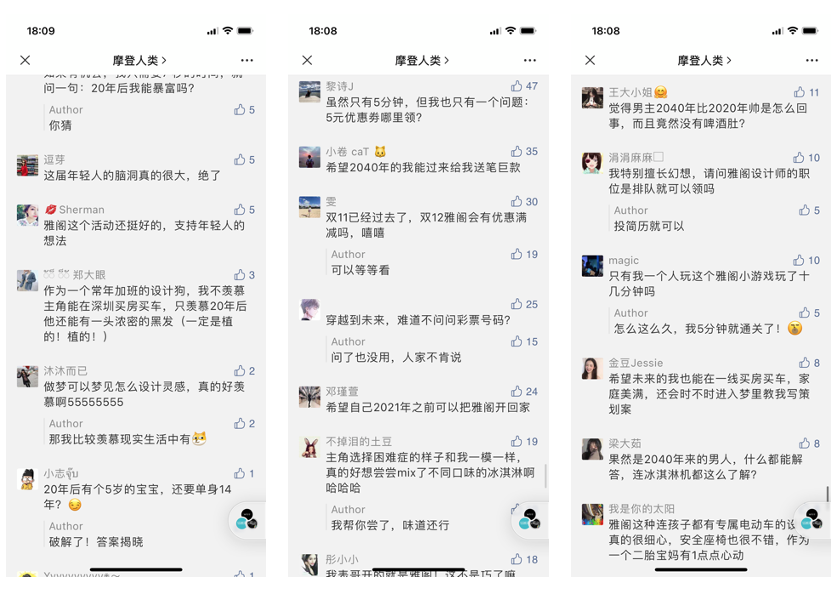 18:09
摩登人类
问一句：20年后我能暴富吗？
Author
5
你猜
逗芽
5
这届年轻人的脑洞真的很大，绝了
Sherman
5
雅阁这个活动还挺好的，支持年轻人的
想法
郑大眼
3
作为一个常年加班的设计狗，我不羡慕
主角能在深圳买房买车，只羡慕20年后
他还能有一头浓密的黑发（一定是植
的！植的！）
沐沐而已
2
做梦可以梦见怎么设计灵感，真的好羡
慕啊55555555
Author
2
那我比较羡慕现实生活中有
小志
1
20年后有个5岁的宝宝，还要单身14
年？
Author
破解了！答案揭晓
1
18:08
摩登人类
黎诗J
47
虽然只有5分钟，但我也只有一个问题：
5元优惠券哪里领？
小卷 caT
35
希望2040年的我能过来给我送笔巨款
雯
30
双11已经过去了，双12雅阁会有优惠满
减吗，嘻嘻
Author
19
可以等等看
25
穿越到未来，难道不问问彩票号码？
Author
15
问了也没用，人家不肯说
邓瑾萱
24
希望自己2021年之前可以把雅阁开回家
不掉泪的土豆
19
主角选择困难症的样子和我一模一样，
真的好想尝尝mix了不同口味的冰淇淋啊
哈哈哈
Author
我帮你尝了，味道还行
彤小小
18
我表哥开的就是雅阁！这不是巧了嘛
18:08
摩登人类
王大小姐
11
觉得男主2040年比2020年帅是怎么回
事，而且竟然没有啤酒肚？
涓涓麻麻
10
我特别擅长幻想，请问雅阁设计师的职
位是排队就可以领吗
Author
5
投简历就可以
magic
10
只有我一个人玩这个雅阁小游戏玩了十
几分钟吗
Author
5
怎么这么久，我5分钟就通关了！
金豆Jessie
8
希望未来的我也能在一线买房买车，家
庭美满，还会时不时进入梦里教我写策
划案
梁大茹
8
果然是2040年来的男人，什么都能解
答，连冰淇淋机都这么了解？
我是你的太阳
雅阁这种连孩子都有专属电动车的设
真的很细心，安全座椅也很不错，作为
一个二胎宝妈有1点点心动